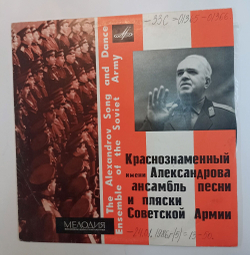 The Alexandrov Song and Dance
Ensemble of the Soviet Army
Краснознаменный
имени Александрова
ансамбль песни
и пляски
Советской Армии
МЕЛОДИЯ